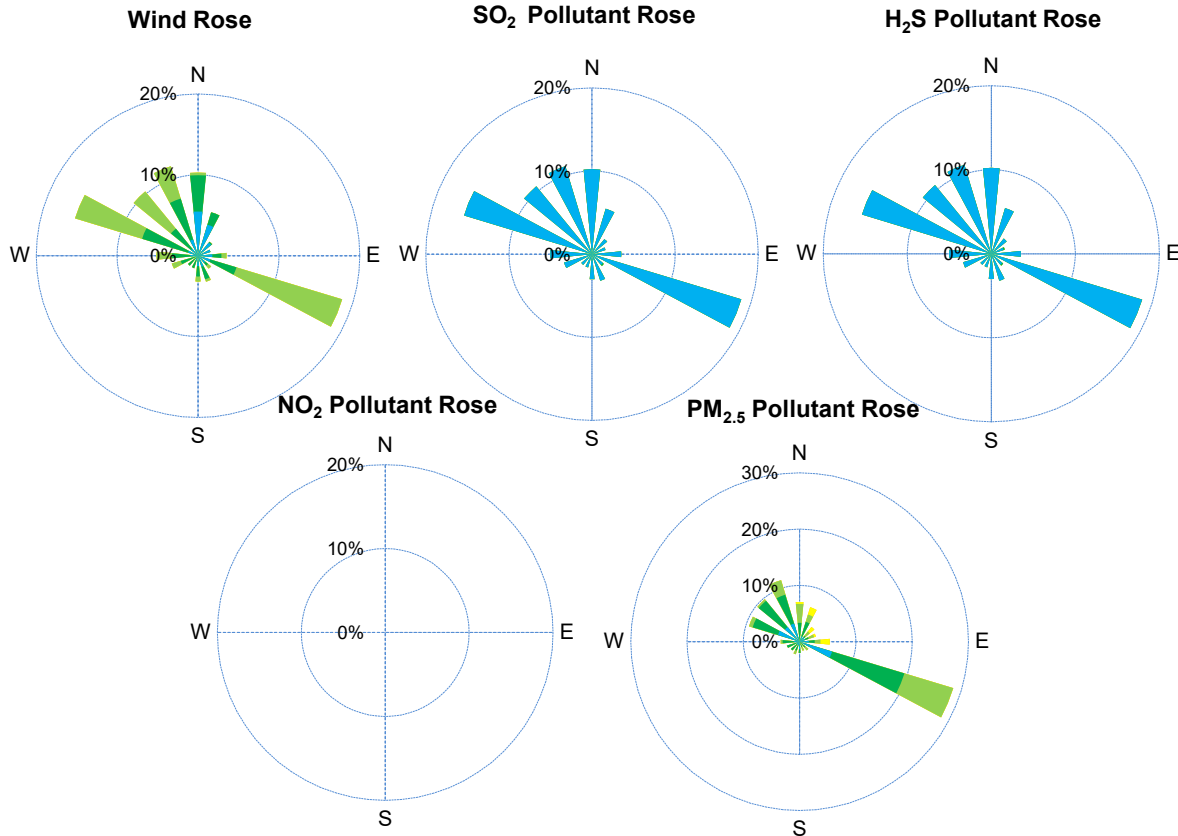 Wind Rose
N
20%
10%
0%
W
E
S
SO₂ Pollutant Rose
N
20%
10%
0%
W
E
S
H₂S Pollutant Rose
N
20%
10%
0%
W
E
S
NO₂ Pollutant Rose
N
20%
10%
0%
W
E
S
PM₂.₅ Pollutant Rose
N
30%
20%
10%
0%
W
E
S